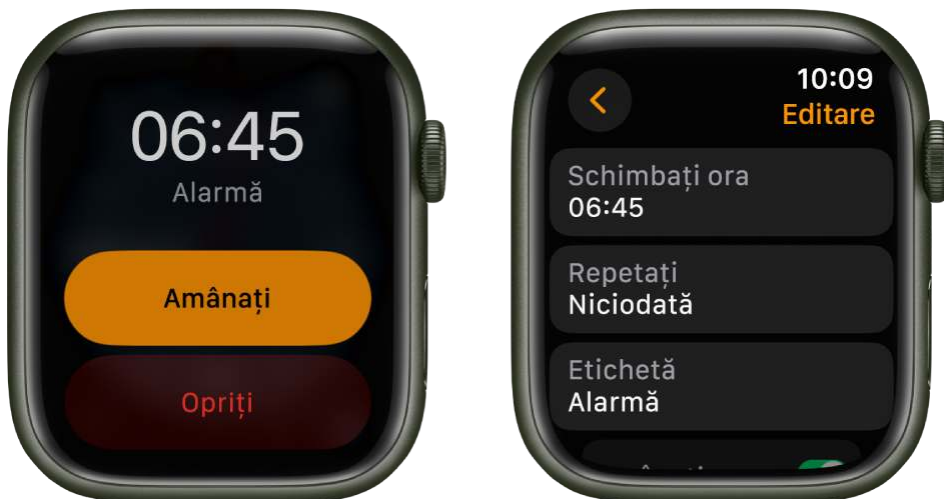 06:45
Alarmă
Amânați
Opriți
10:09
Editare
Schimbați ora
06:45
Repetați
Niciodată
Etichetă
Alarmă